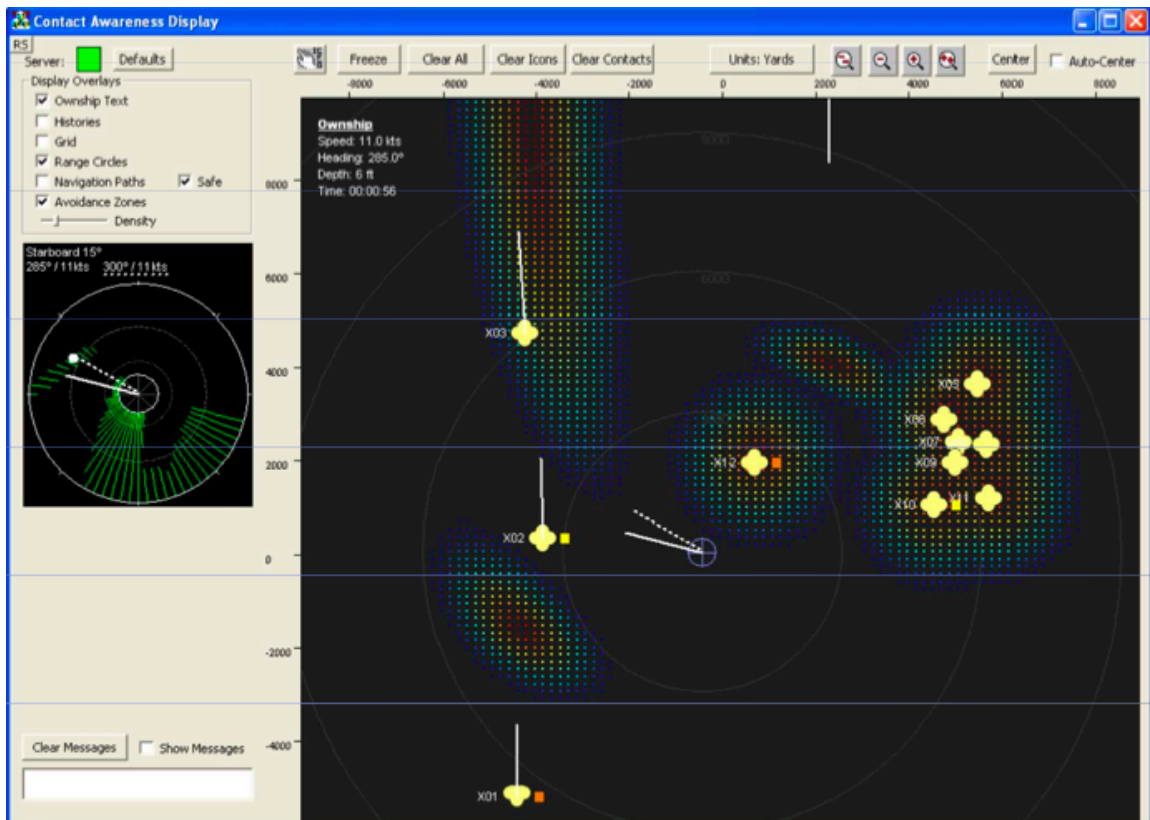 Contact Awareness Display
RS
Server:
Defaults
Freeze
Clear All
Clear Icons
Clear Contacts
Units: Yards
Center
Auto-Center
Display Overlays
Ownship Text
Histories
Grid
Range Circles
Navigation Paths
Safe
Avoidance Zones
Density
-8000 -6000 -4000 -2000 0 2000 4000 6000 8000
Ownship
Speed: 11.0 kts
Heading: 285.0°
Depth: 6 ft
Time: 00:00:56
9000
6000
8000
6000
4000
2000
0
-2000
-4000
Starboard 15°
285° / 11kts 300° / 11kts
X03
X05
X06
X07
X09
X12
X10
X11
X02
X01
Clear Messages
Show Messages